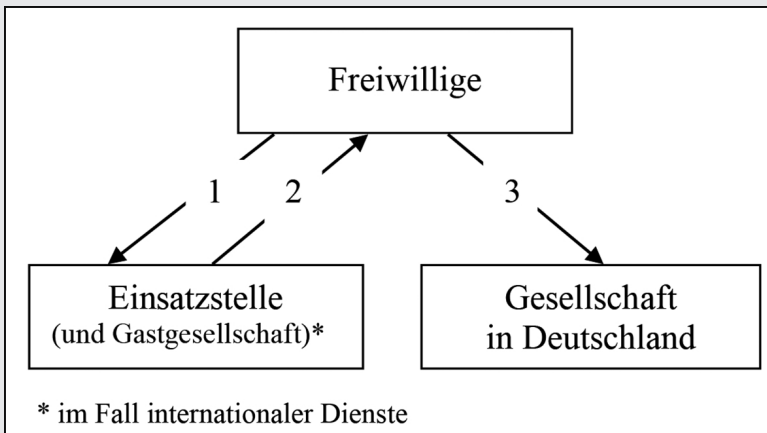 Freiwillige
1
2
3
Einsatzstelle
(und Gastgesellschaft)*
Gesellschaft
in Deutschland
* im Fall internationaler Dienste